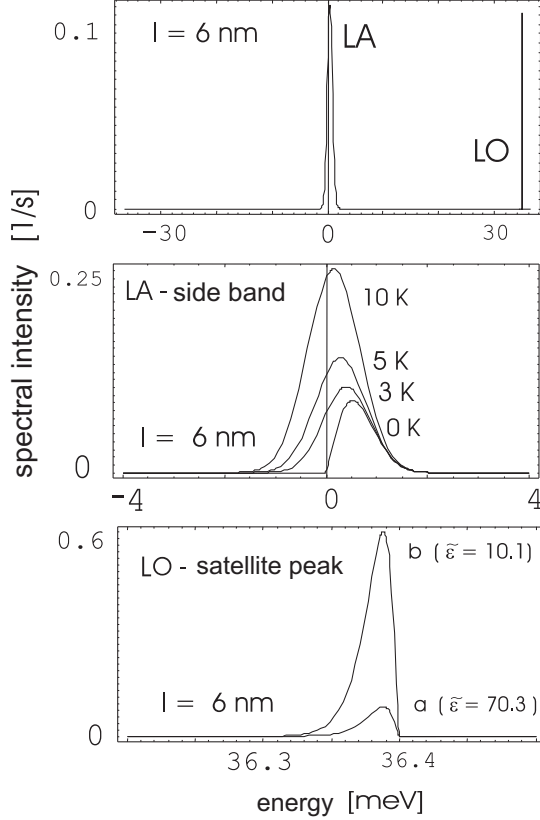 0.1
l = 6 nm
LA
LO
0
-30
0
30
spectral intensity [1/s]
0.25
LA - side band
10 K
5 K
3 K
0 K
l = 6 nm
0
-4
0
4
0.6
LO - satellite peak
b ( ε̃ = 10.1)
l = 6 nm
a ( ε̃ = 70.3)
0
36.3
36.4
energy [meV]